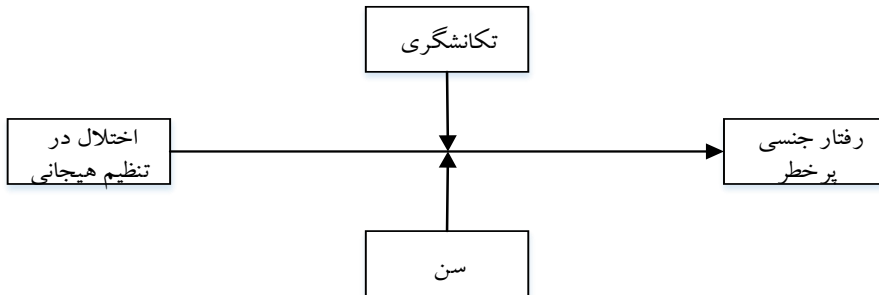 تکانشگری
اختلال در
تنظیم هیجانی
رفتار جنسی
پرخطر
سن